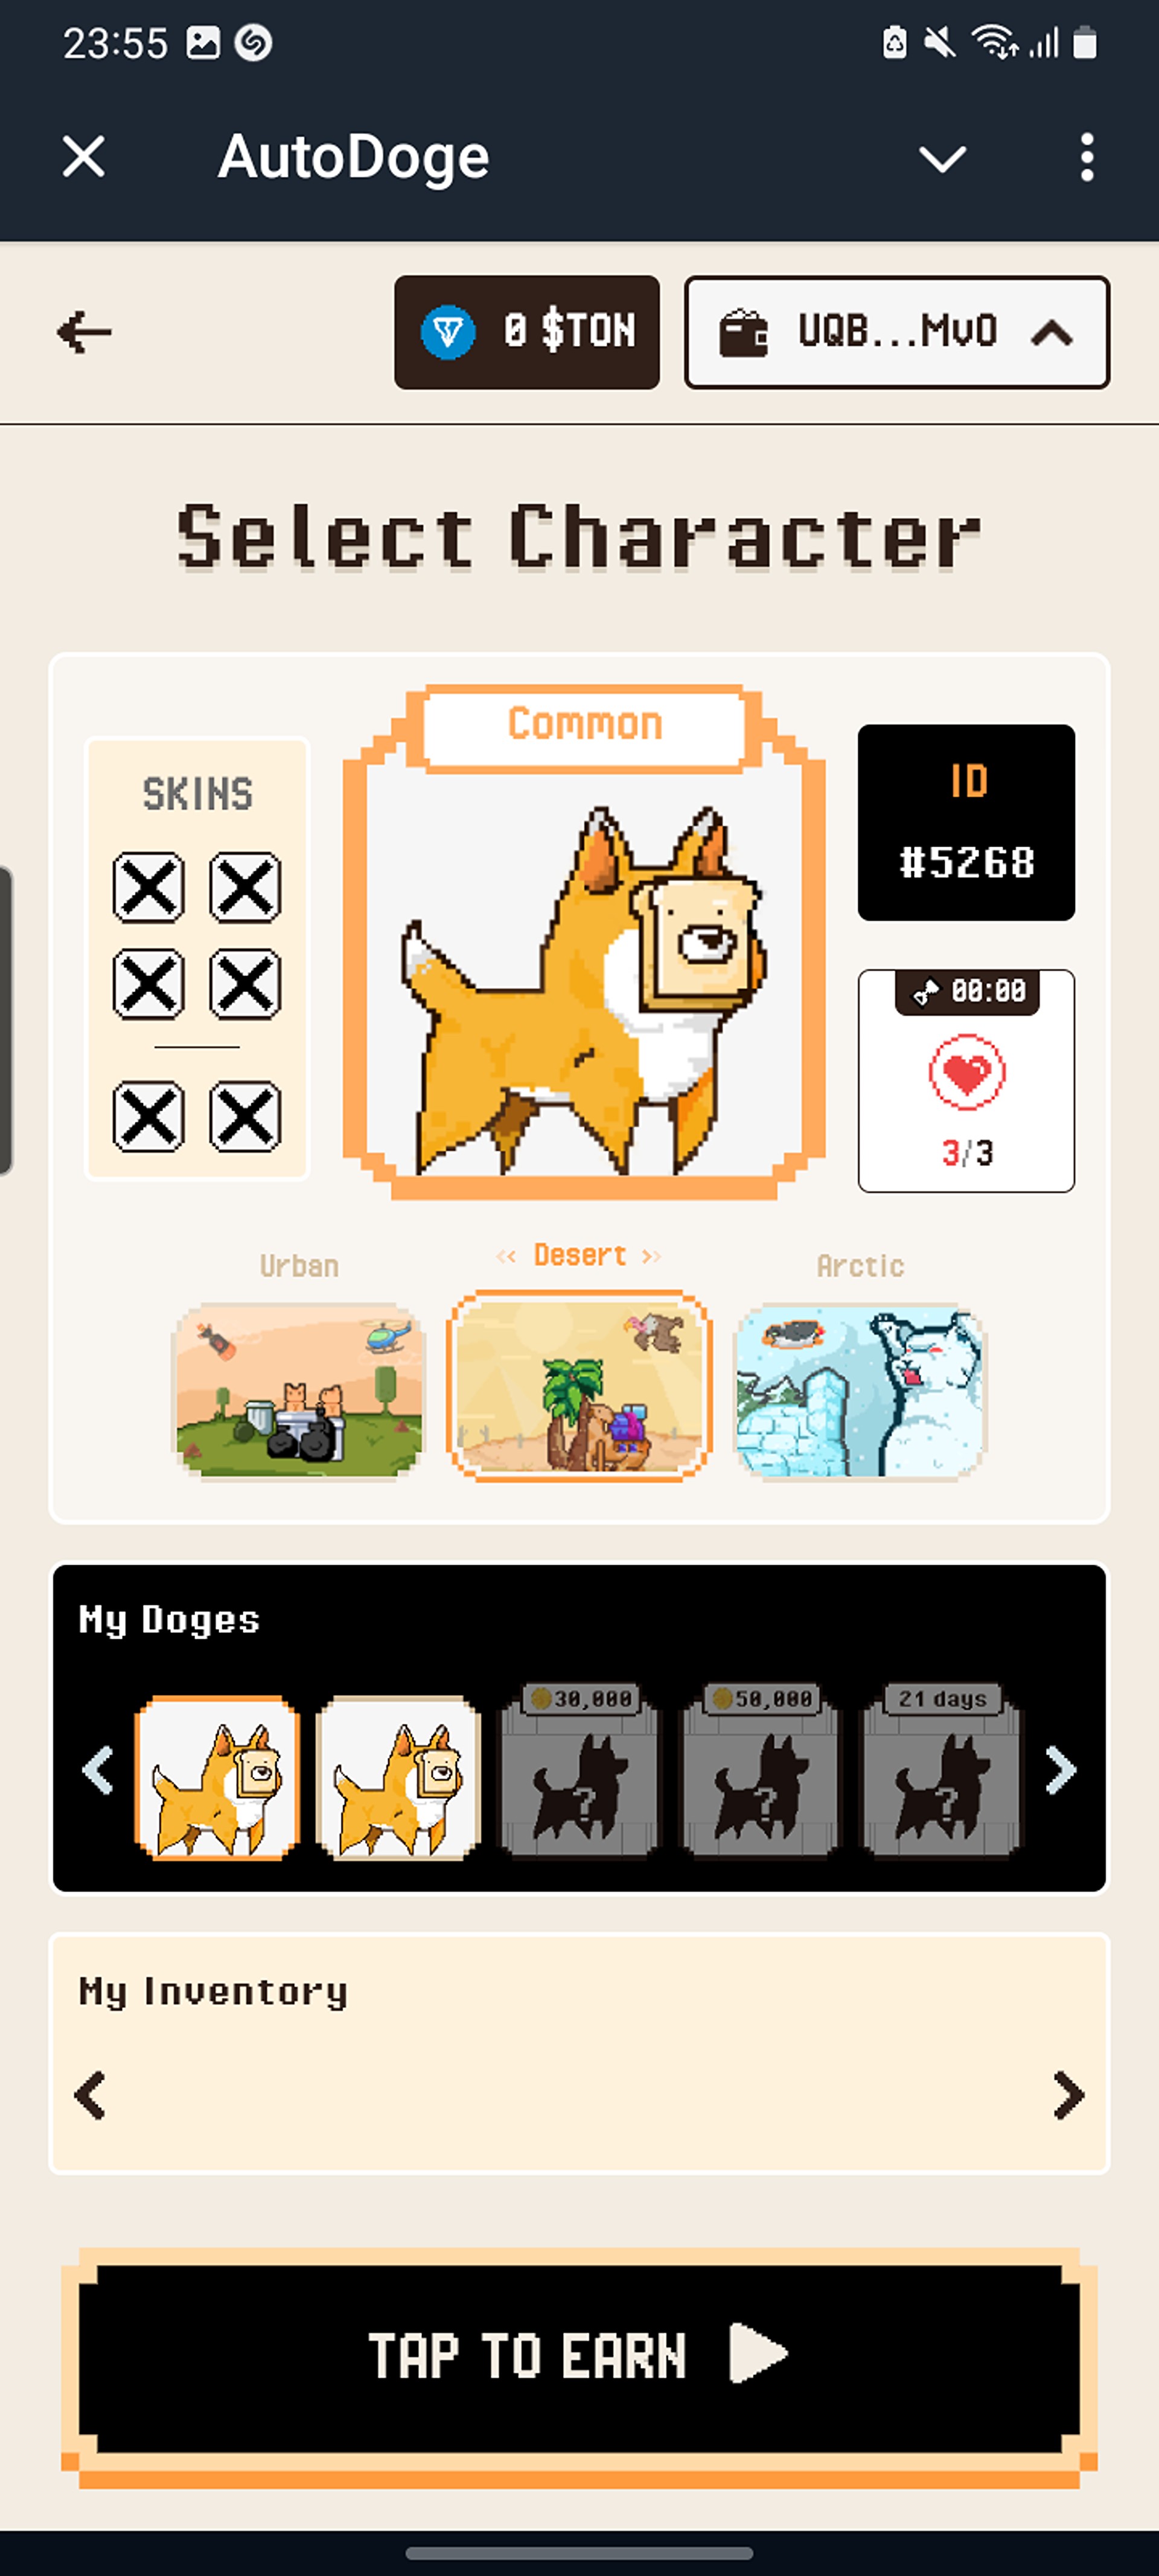 23:55
AutoDoge
0 $TON
UQB...MvO
Select Character
Common
SKINS
ID
#5268
00:00
3/3
Urban
« Desert »
Arctic
My Doges
30,000
50,000
21 days
?
?
?
My Inventory
TAP TO EARN